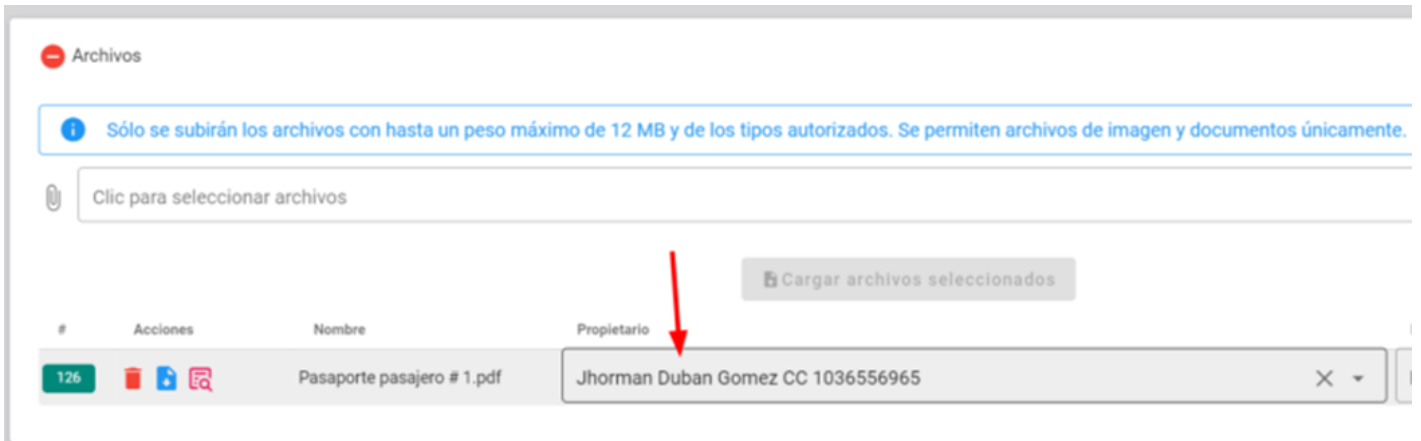 Archivos
Sólo se subirán los archivos con hasta un peso máximo de 12 MB y de los tipos autorizados. Se permiten archivos de imagen y documentos únicamente.
Clic para seleccionar archivos
Cargar archivos seleccionados
# Acciones Nombre Propietario
126 Pasaporte pasajero # 1.pdf Jhorman Duban Gomez CC 1036556965